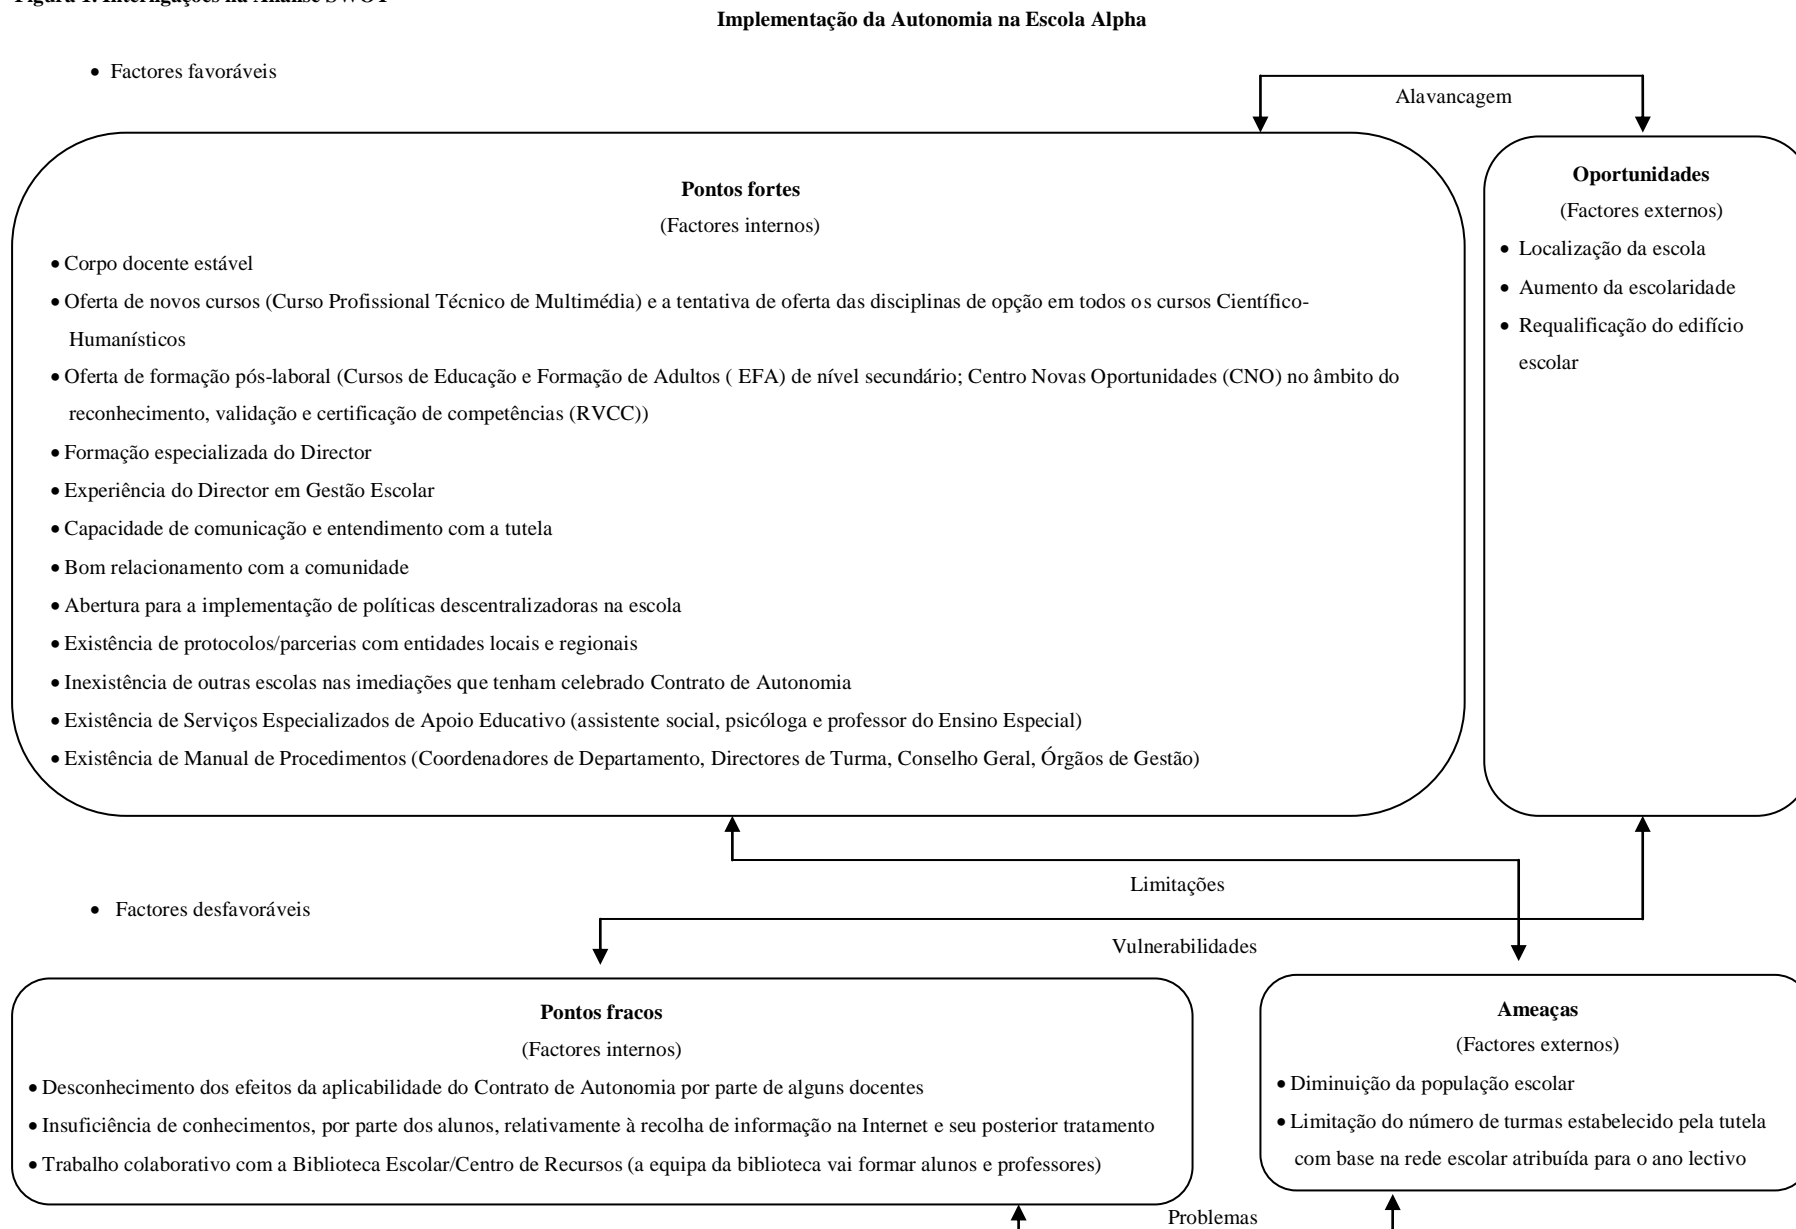 Figura 1. Interligações na Análise SWOT
Implementação da Autonomia na Escola Alpha
• Factores favoráveis
Alavancagem
Pontos fortes
(Factores internos)
• Corpo docente estável
• Oferta de novos cursos (Curso Profissional Técnico de Multimédia) e a tentativa de oferta das disciplinas de opção em todos os cursos Científico-
Humanísticos
• Oferta de formação pós-laboral (Cursos de Educação e Formação de Adultos ( EFA) de nível secundário; Centro Novas Oportunidades (CNO) no âmbito do
reconhecimento, validação e certificação de competências (RVCC))
• Formação especializada do Director
• Experiência do Director em Gestão Escolar
• Capacidade de comunicação e entendimento com a tutela
• Bom relacionamento com a comunidade
• Abertura para a implementação de políticas descentralizadoras na escola
• Existência de protocolos/parcerias com entidades locais e regionais
• Inexistência de outras escolas nas imediações que tenham celebrado Contrato de Autonomia
• Existência de Serviços Especializados de Apoio Educativo (assistente social, psicóloga e professor do Ensino Especial)
• Existência de Manual de Procedimentos (Coordenadores de Departamento, Directores de Turma, Conselho Geral, Órgãos de Gestão)
Oportunidades
(Factores externos)
• Localização da escola
• Aumento da escolaridade
• Requalificação do edifício
escolar
Limitações
• Factores desfavoráveis
Vulnerabilidades
Pontos fracos
(Factores internos)
• Desconhecimento dos efeitos da aplicabilidade do Contrato de Autonomia por parte de alguns docentes
• Insuficiência de conhecimentos, por parte dos alunos, relativamente à recolha de informação na Internet e seu posterior tratamento
• Trabalho colaborativo com a Biblioteca Escolar/Centro de Recursos (a equipa da biblioteca vai formar alunos e professores)
Ameaças
(Factores externos)
• Diminuição da população escolar
• Limitação do número de turmas estabelecido pela tutela
com base na rede escolar atribuída para o ano lectivo
Problemas